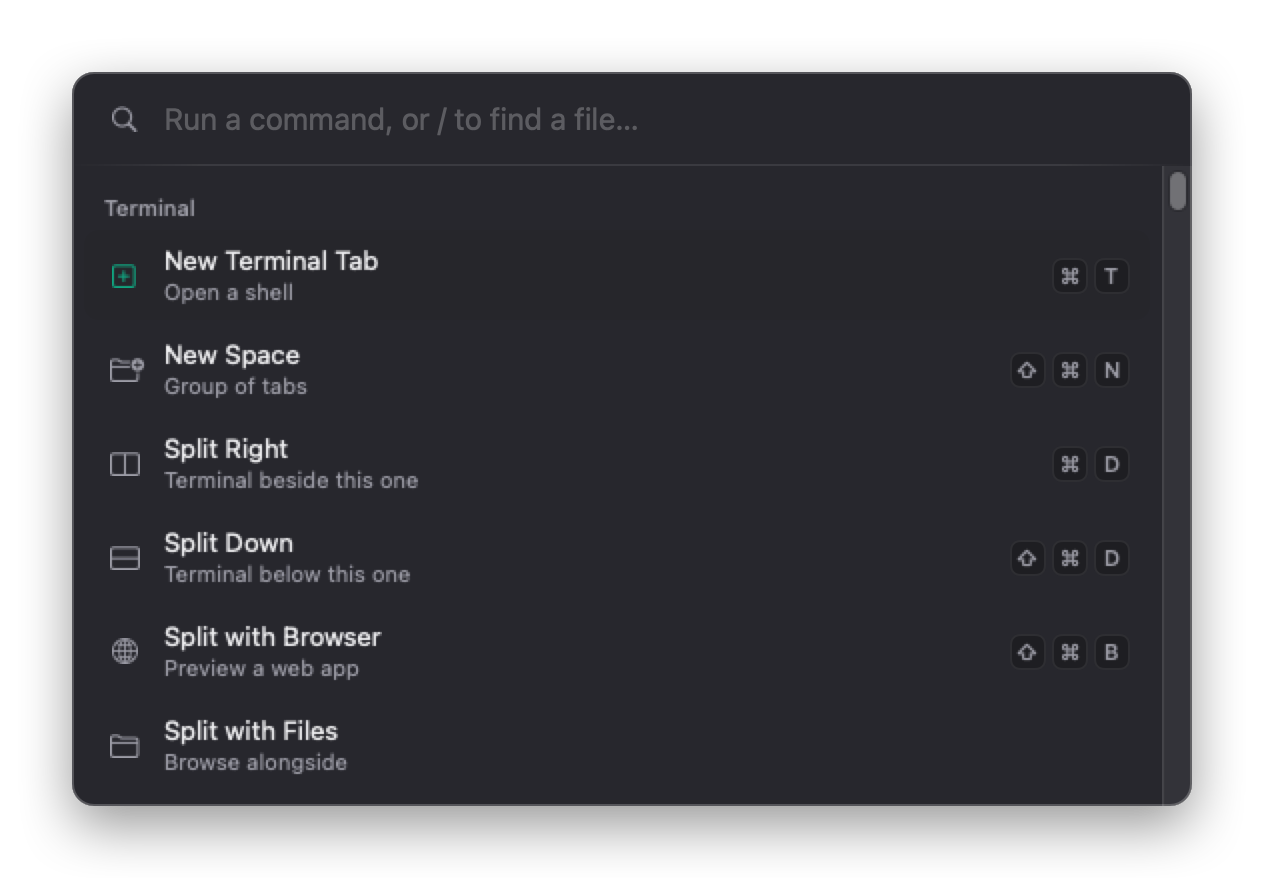 Run a command, or / to find a file...
Terminal
New Terminal Tab
Open a shell
⌘ T
New Space
Group of tabs
⇧ ⌘ N
Split Right
Terminal beside this one
⌘ D
Split Down
Terminal below this one
⇧ ⌘ D
Split with Browser
Preview a web app
⇧ ⌘ B
Split with Files
Browse alongside